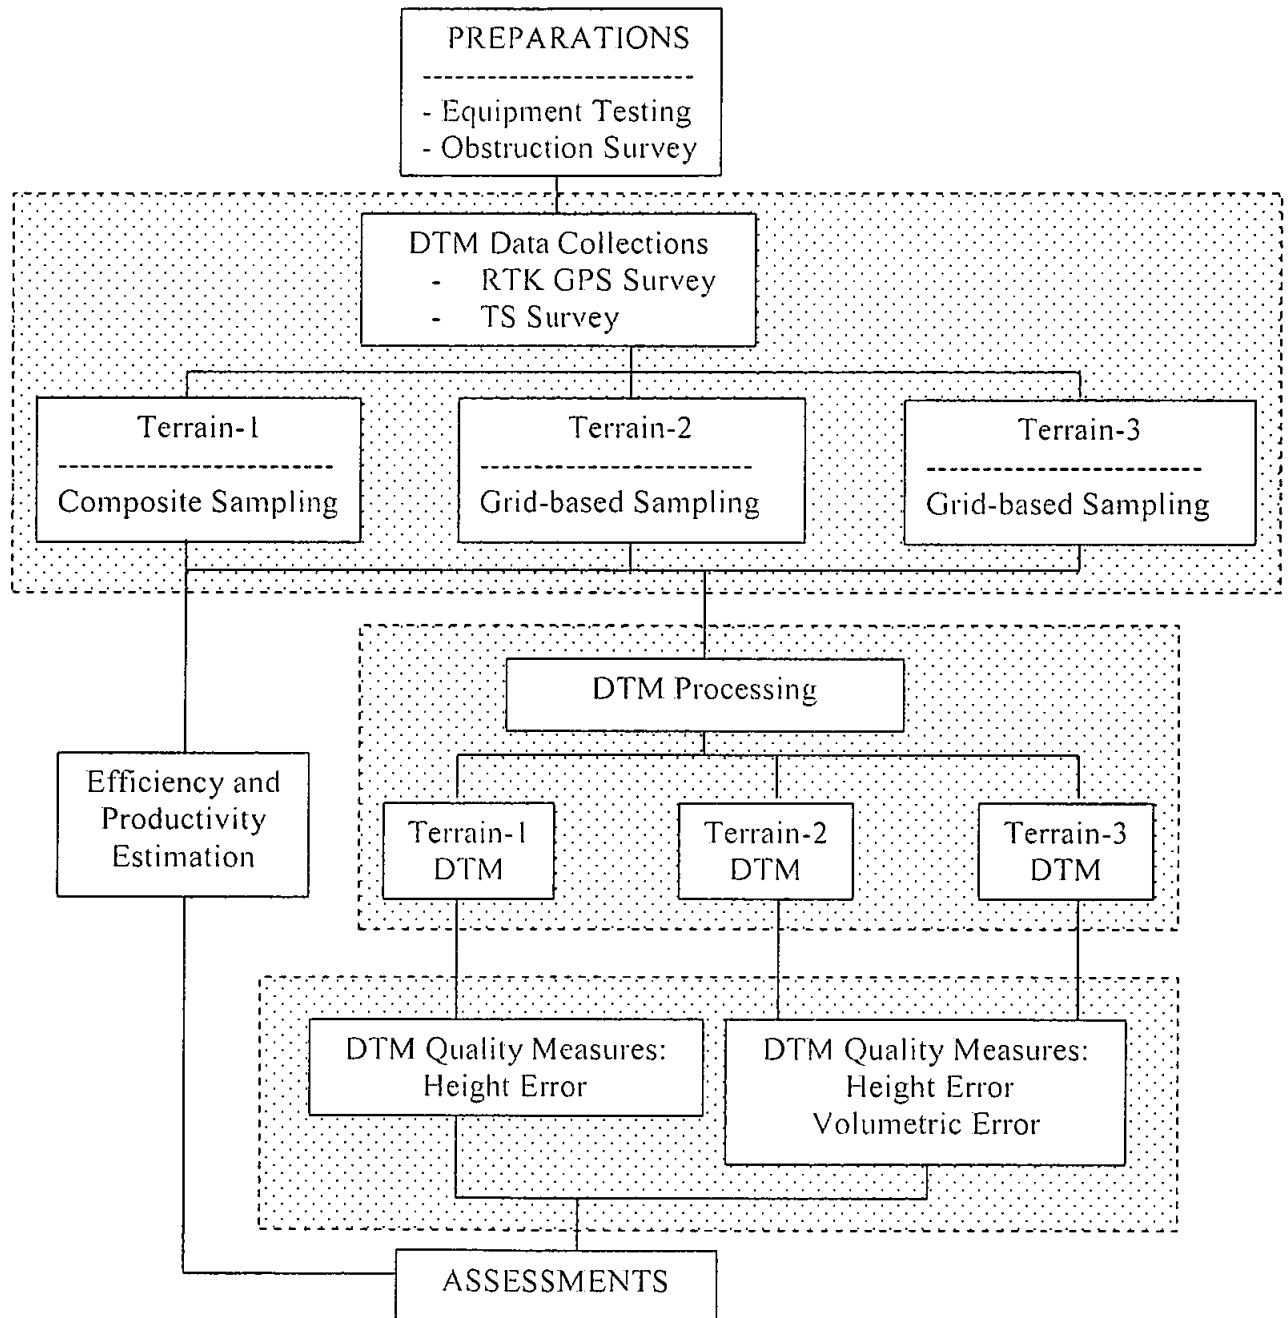 PREPARATIONS
- Equipment Testing
- Obstruction Survey
DTM Data Collections
- RTK GPS Survey
- TS Survey
Terrain-1
Composite Sampling
Terrain-2
Grid-based Sampling
Terrain-3
Grid-based Sampling
DTM Processing
Efficiency and
Productivity
Estimation
Terrain-1
DTM
Terrain-2
DTM
Terrain-3
DTM
DTM Quality Measures:
Height Error
DTM Quality Measures:
Height Error
Volumetric Error
ASSESSMENTS